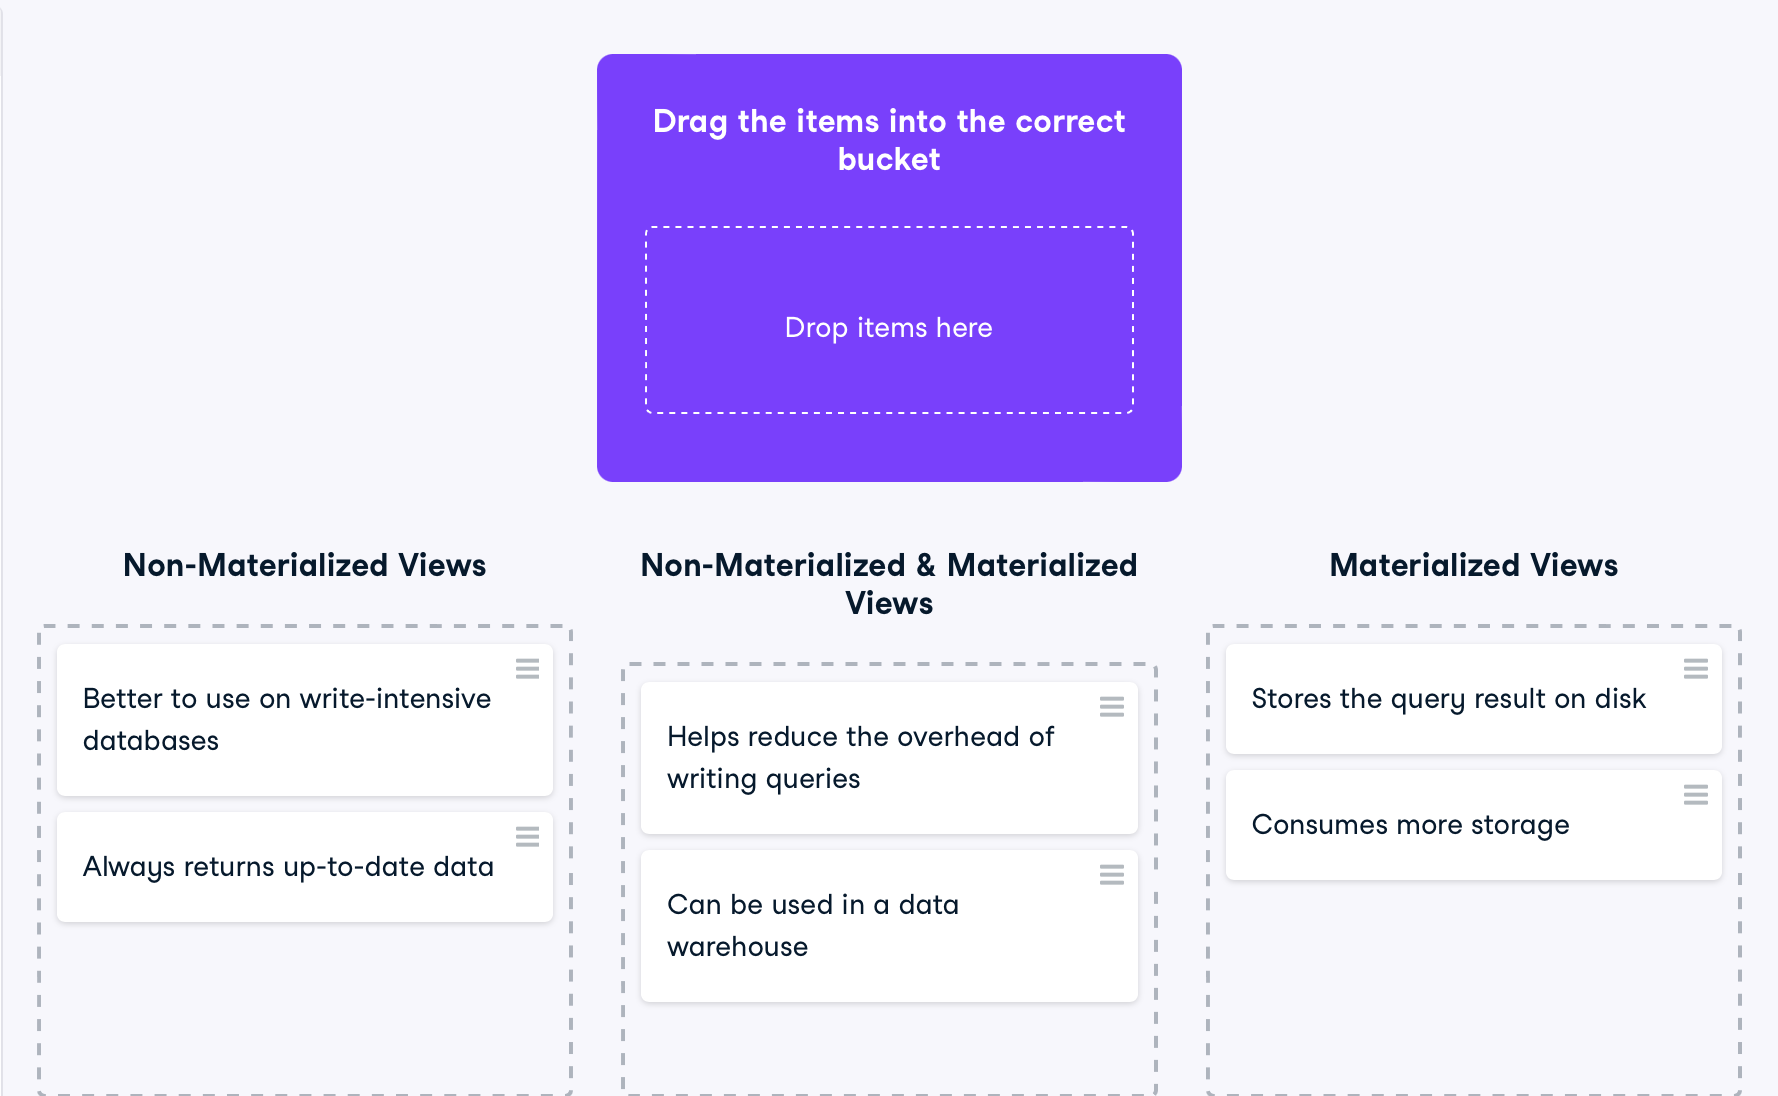 Drag the items into the correct
bucket
Drop items here
Non-Materialized Views
Better to use on write-intensive
databases
Always returns up-to-date data
Non-Materialized & Materialized
Views
Helps reduce the overhead of
writing queries
Can be used in a data
warehouse
Materialized Views
Stores the query result on disk
Consumes more storage